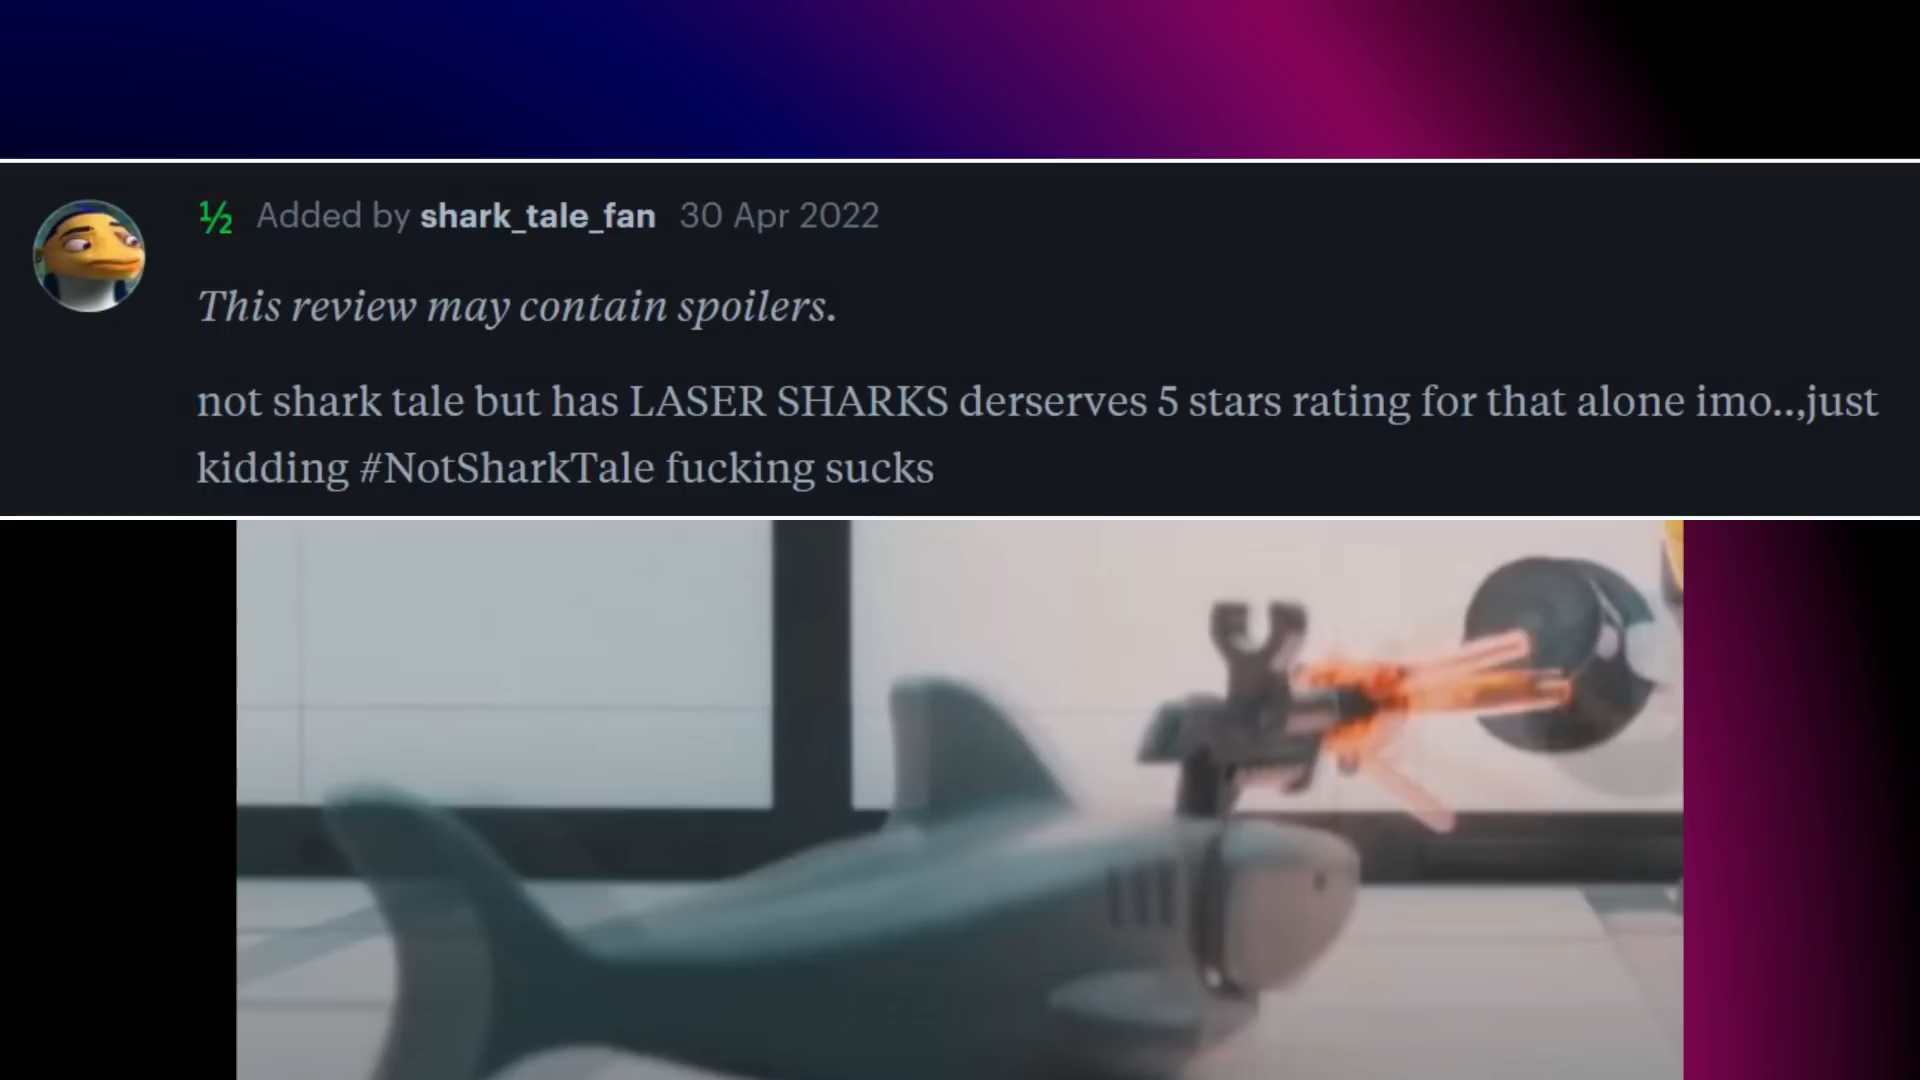 ½ Added by shark_tale_fan 30 Apr 2022
This review may contain spoilers.
not shark tale but has LASER SHARKS derserves 5 stars rating for that alone imo..,just
kidding #NotSharkTale fucking sucks